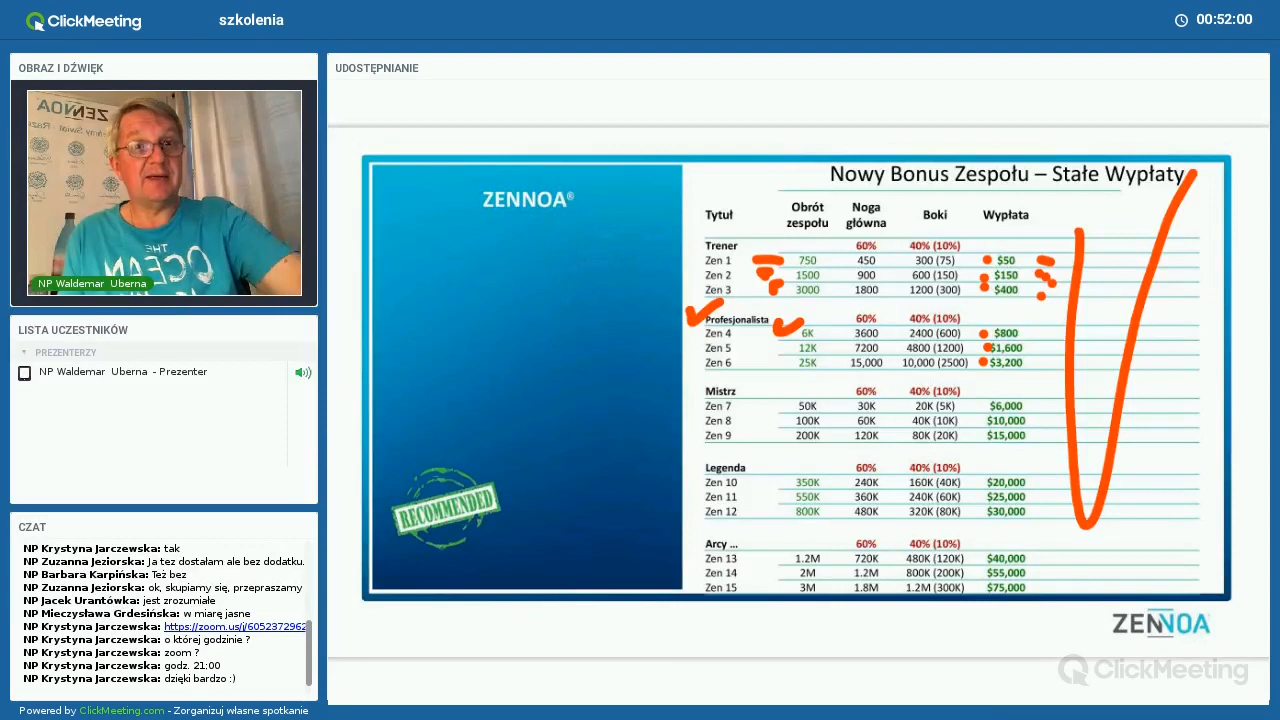 ClickMeeting
szkolenia
00:52:00
OBRAZ I DŹWIĘK
NP Waldemar Uberna
LISTA UCZESTNIKÓW
PREZENTERZY
NP Waldemar Uberna - Prezenter
CZAT
NP Krystyna Jarczewska: tak
NP Zuzanna Jeziorska: Ja tez dostałam ale bez dodatku.
NP Barbara Karpińska: Też bez
NP Zuzanna Jeziorska: ok, skupiamy się, przepraszamy
NP Jacek Urantówka: jest zrozumiałe
NP Mieczysława Grdesińska: w miarę jasne
NP Krystyna Jarczewska: https://zoom.us/j/6052372962
NP Krystyna Jarczewska: o której godzinie ?
NP Krystyna Jarczewska: zoom ?
NP Krystyna Jarczewska: godz. 21:00
NP Krystyna Jarczewska: dzięki bardzo :)
Powered by ClickMeeting.com - Zorganizuj własne spotkanie
UDOSTĘPNIANIE
ZENNOA®
RECOMMENDED
Nowy Bonus Zespołu – Stałe Wypłaty
Tytuł Obrót zespołu Noga główna Boki Wypłata
Trener 60% 40% (10%)
Zen 1 750 450 300 (75) $50
Zen 2 1500 900 600 (150) $150
Zen 3 3000 1800 1200 (300) $400
Profesjonalista 60% 40% (10%)
Zen 4 6K 3600 2400 (600) $800
Zen 5 12K 7200 4800 (1200) $1,600
Zen 6 25K 15,000 10,000 (2500) $3,200
Mistrz 60% 40% (10%)
Zen 7 50K 30K 20K (5K) $6,000
Zen 8 100K 60K 40K (10K) $10,000
Zen 9 200K 120K 80K (20K) $15,000
Legenda 60% 40% (10%)
Zen 10 350K 240K 160K (40K) $20,000
Zen 11 550K 360K 240K (60K) $25,000
Zen 12 800K 480K 320K (80K) $30,000
Arcy ... 60% 40% (10%)
Zen 13 1.2M 720K 480K (120K) $40,000
Zen 14 2M 1.2M 800K (200K) $55,000
Zen 15 3M 1.8M 1.2M (300K) $75,000
ZENNOA
ClickMeeting